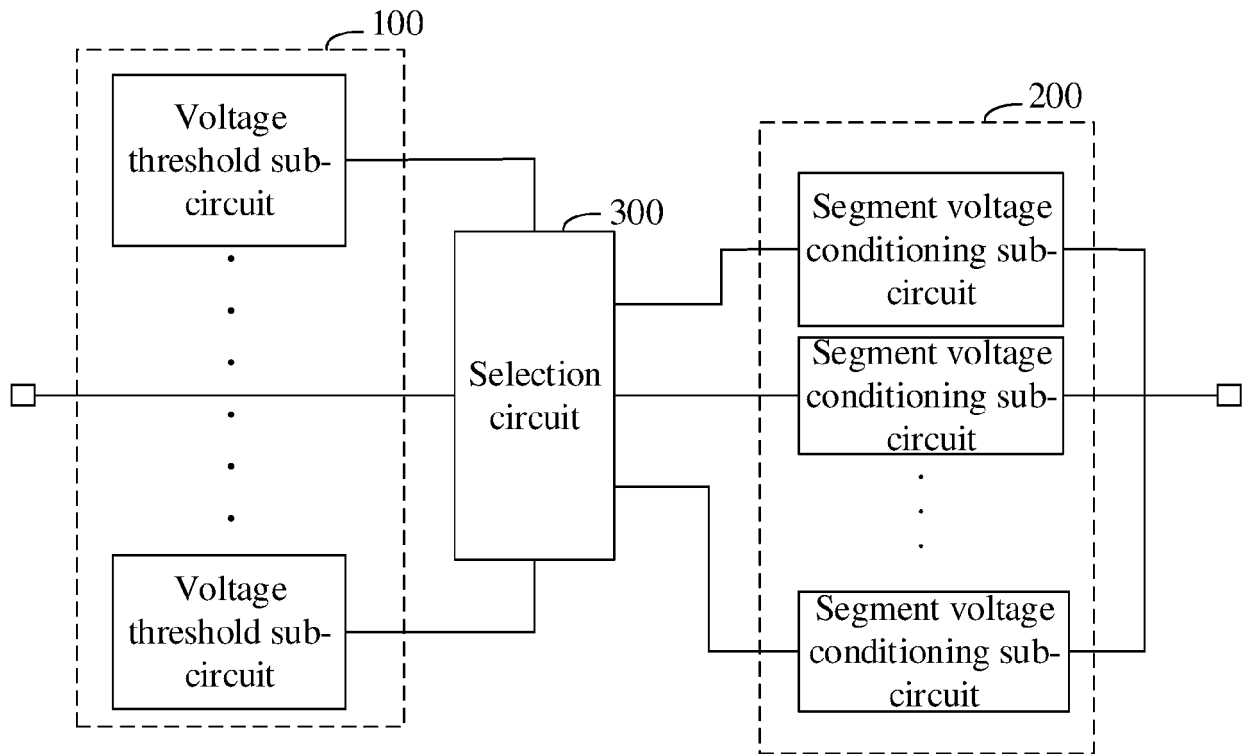 100
Voltage
threshold sub-
circuit
200
300
Segment voltage
conditioning sub-
circuit
Selection
circuit
Segment voltage
conditioning sub-
circuit
Voltage
threshold sub-
circuit
Segment voltage
conditioning sub-
circuit